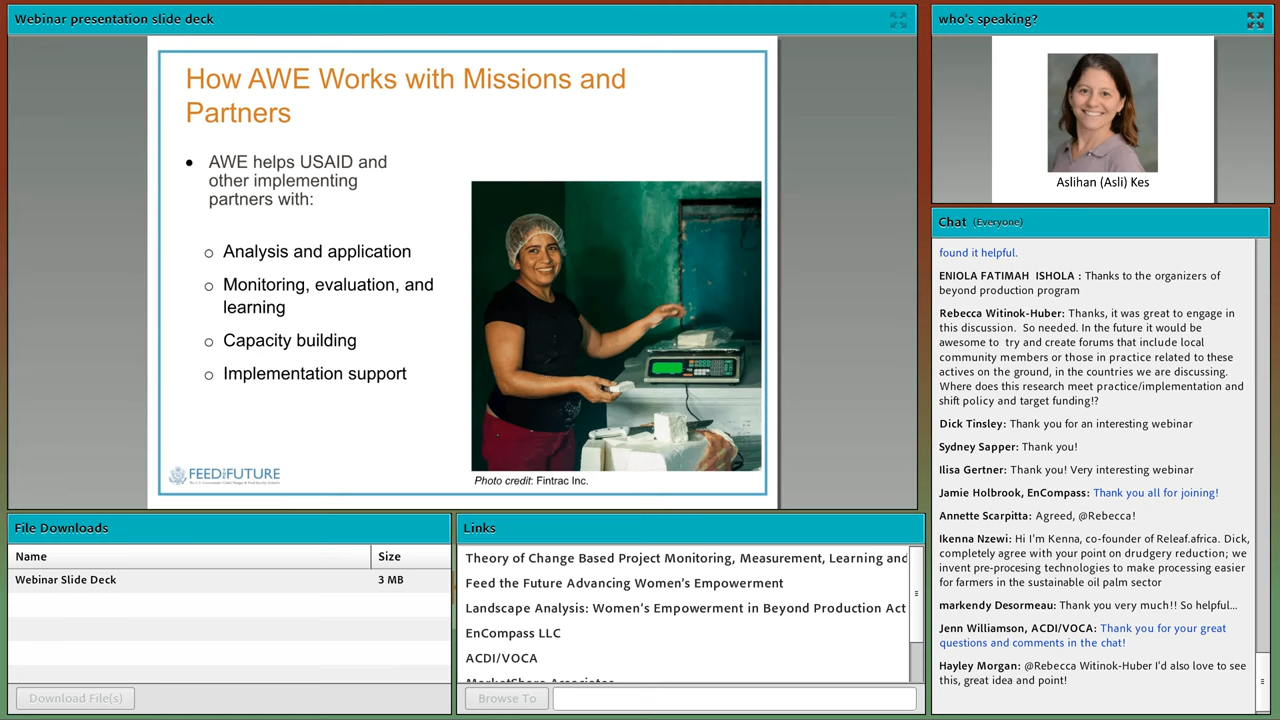 Webinar presentation slide deck
How AWE Works with Missions and
Partners
● AWE helps USAID and
other implementing
partners with:
○ Analysis and application
○ Monitoring, evaluation, and
learning
○ Capacity building
○ Implementation support
FEED THE FUTURE
Photo credit: Fintrac Inc.
who's speaking?
Aslihan (Asli) Kes
Chat (Everyone)
found it helpful.
ENIOLA FATIMAH ISHOLA : Thanks to the organizers of
beyond production program
Rebecca Witinok-Huber: Thanks, it was great to engage in
this discussion. So needed. In the future it would be
awesome to try and create forums that include local
community members or those in practice related to these
actives on the ground, in the countries we are discussing.
Where does this research meet practice/implementation and
shift policy and target funding!?
Dick Tinsley: Thank you for an interesting webinar
Sydney Sapper: Thank you!
Ilisa Gertner: Thank you! Very interesting webinar
Jamie Holbrook, EnCompass: Thank you all for joining!
Annette Scarpitta: Agreed, @Rebecca!
Ikenna Nzewi: Hi I'm Kenna, co-founder of Releaf.africa. Dick,
completely agree with your point on drudgery reduction; we
invent pre-procesing technologies to make processing easier
for farmers in the sustainable oil palm sector
markendy Desormeau: Thank you very much!! So helpful...
Jenn Williamson, ACDI/VOCA: Thank you for your great
questions and comments in the chat!
Hayley Morgan: @Rebecca Witinok-Huber I'd also love to see
this, great idea and point!
File Downloads
Name Size
Webinar Slide Deck 3 MB
Download File(s)
Links
Theory of Change Based Project Monitoring, Measurement, Learning and
Feed the Future Advancing Women's Empowerment
Landscape Analysis: Women's Empowerment in Beyond Production Act
EnCompass LLC
ACDI/VOCA
MarketShare Associates
Browse To